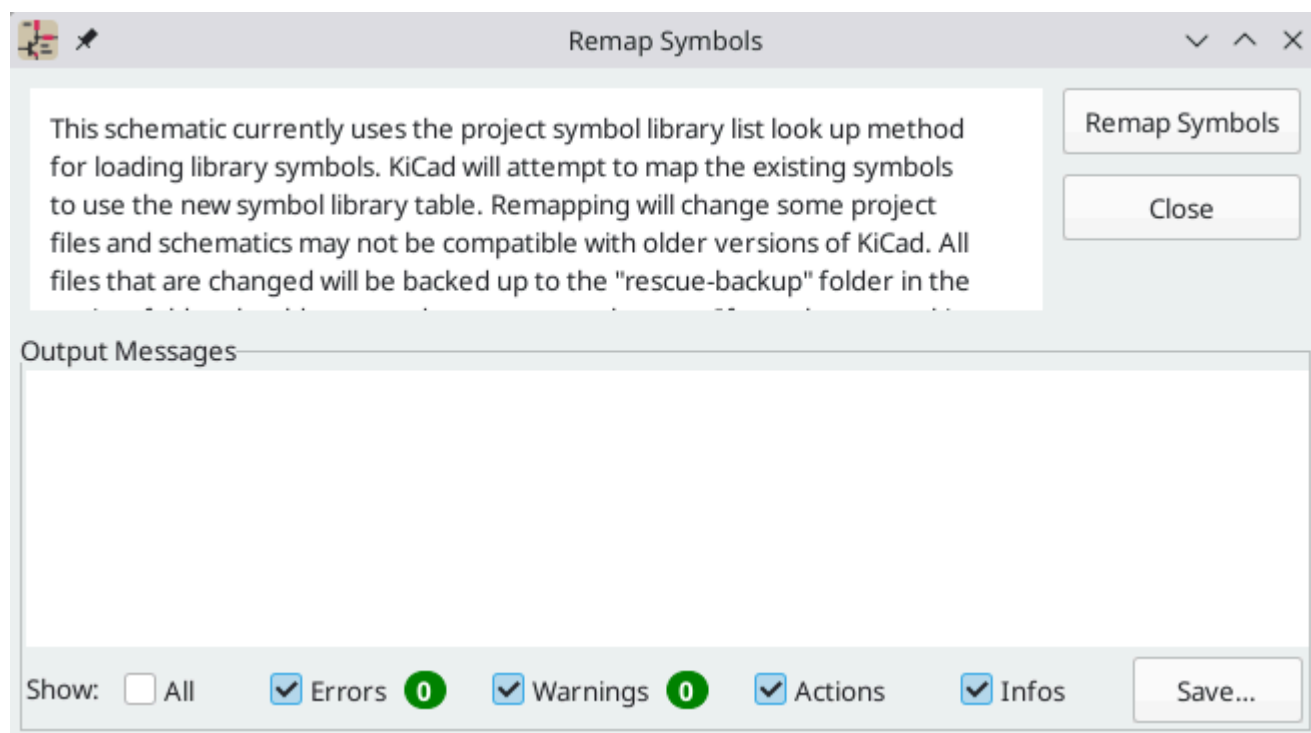 Remap Symbols
This schematic currently uses the project symbol library list look up method
for loading library symbols. KiCad will attempt to map the existing symbols
to use the new symbol library table. Remapping will change some project
files and schematics may not be compatible with older versions of KiCad. All
files that are changed will be backed up to the "rescue-backup" folder in the
Remap Symbols
Close
Output Messages
Show: All Errors 0 Warnings 0 Actions Infos Save...